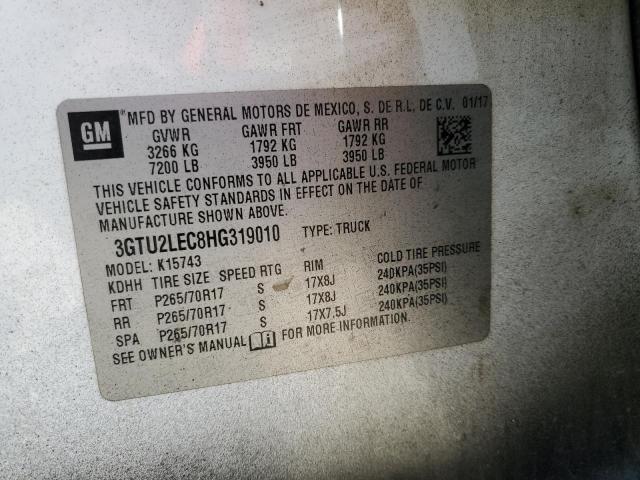 GM
MFD BY GENERAL MOTORS DE MEXICO, S. DE R.L. DE C.V. 01/17
GVWR GAWR FRT GAWR RR
3266 KG 1792 KG 1792 KG
7200 LB 3950 LB 3950 LB
THIS VEHICLE CONFORMS TO ALL APPLICABLE U.S. FEDERAL MOTOR
VEHICLE SAFETY STANDARDS IN EFFECT ON THE DATE OF
MANUFACTURE SHOWN ABOVE.
3GTU2LEC8HG319010 TYPE: TRUCK
MODEL: K15743
KDHH TIRE SIZE SPEED RTG RIM COLD TIRE PRESSURE
FRT P265/70R17 S 17X8J 240KPA(35PSI)
RR P265/70R17 S 17X8J 240KPA(35PSI)
SPA P265/70R17 S 17X7.5J 240KPA(35PSI)
SEE OWNER'S MANUAL FOR MORE INFORMATION.